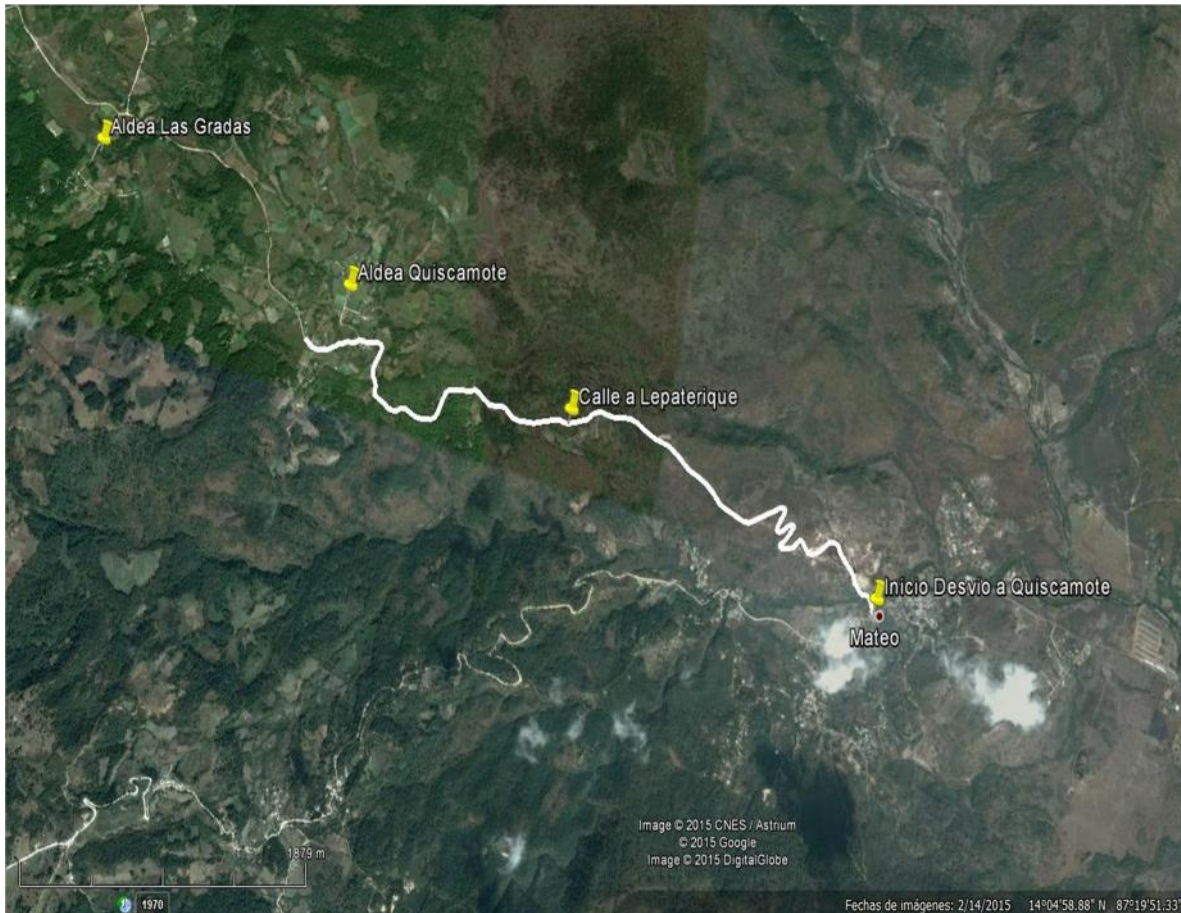 Aldea Las Gradas
Aldea Quiscamote
Calle a Lepaterique
Inicio Desvio a Quiscamote
Mateo
Image © 2015 CNES / Astrium
© 2015 Google
Image © 2015 DigitalGlobe
1879 m
1970
Fechas de imágenes: 2/14/2015 14°04'58.88" N 87°19'51.33"